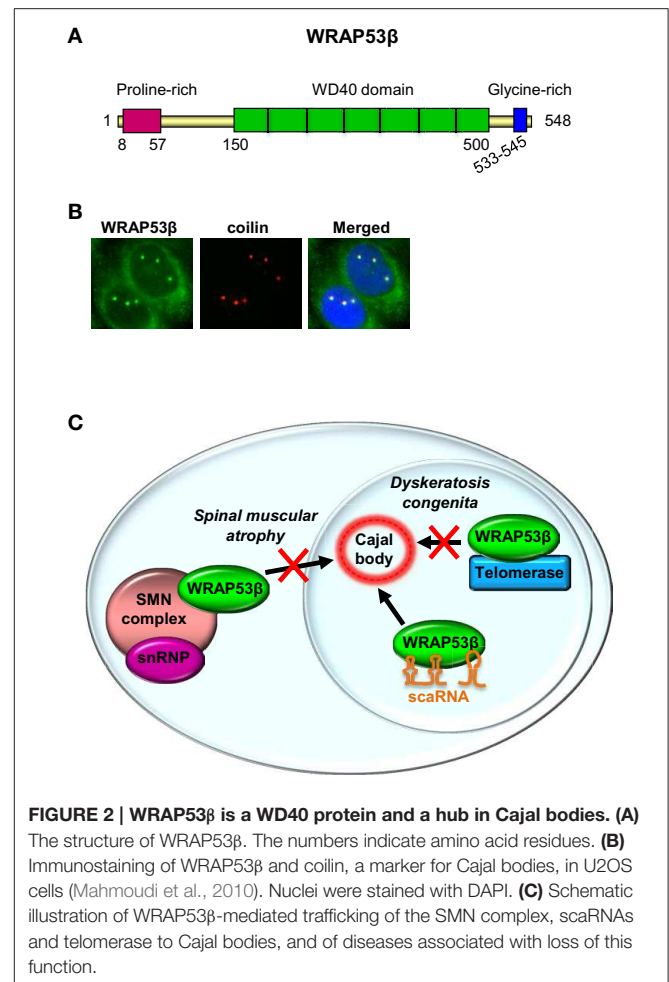 A
WRAP53β
Proline-rich WD40 domain Glycine-rich
1 548
8 57 150 500 533-545
B
WRAP53β coilin Merged
C
Dyskeratosis
congenita
Spinal muscular
atrophy
Cajal
body
WRAP53β
Telomerase
WRAP53β
SMN
complex
snRNP
WRAP53β
scaRNA
FIGURE 2 | WRAP53β is a WD40 protein and a hub in Cajal bodies. (A)
The structure of WRAP53β. The numbers indicate amino acid residues. (B)
Immunostaining of WRAP53β and coilin, a marker for Cajal bodies, in U2OS
cells (Mahmoudi et al., 2010). Nuclei were stained with DAPI. (C) Schematic
illustration of WRAP53β-mediated trafficking of the SMN complex, scaRNAs
and telomerase to Cajal bodies, and of diseases associated with loss of this
function.